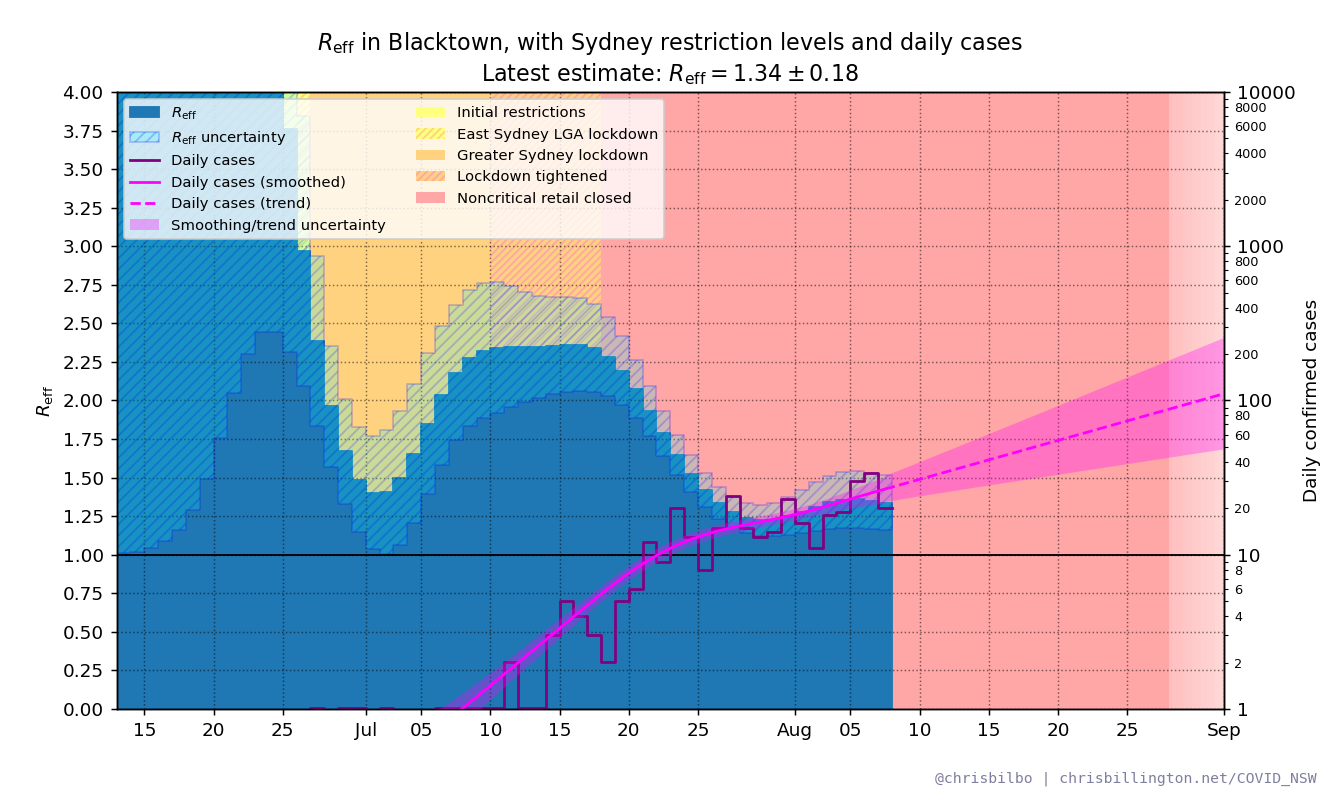 Reff in Blacktown, with Sydney restriction levels and daily cases
Latest estimate: Reff = 1.34 ± 0.18
Reff
Reff uncertainty
Daily cases
Daily cases (smoothed)
Daily cases (trend)
Smoothing/trend uncertainty
Initial restrictions
East Sydney LGA lockdown
Greater Sydney lockdown
Lockdown tightened
Noncritical retail closed
Reff
4.00
3.75
3.50
3.25
3.00
2.75
2.50
2.25
2.00
1.75
1.50
1.25
1.00
0.75
0.50
0.25
0.00
15 20 25 Jul 05 10 15 20 25 Aug 05 10 15 20 25 Sep
10000
8000
6000
4000
2000
1000
800
600
400
200
100
80
60
40
20
10
8
6
4
2
1
Daily confirmed cases
@chrisbilbo | chrisbillington.net/COVID_NSW